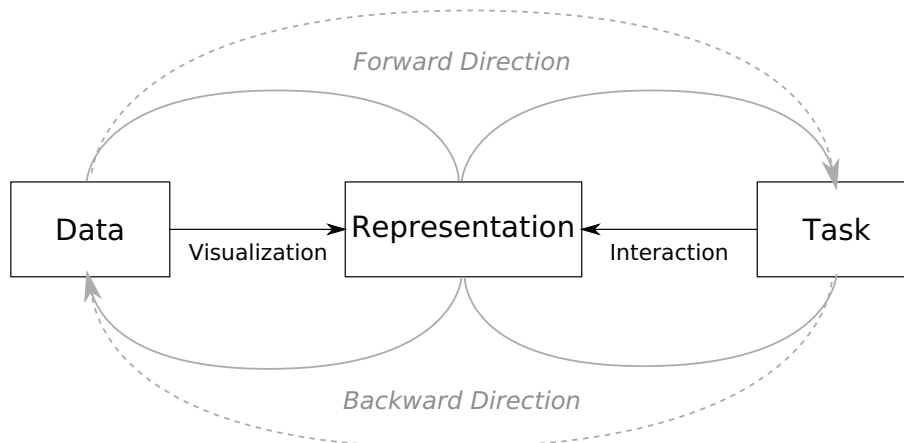 Forward Direction
Data
Visualization
Representation
Interaction
Task
Backward Direction